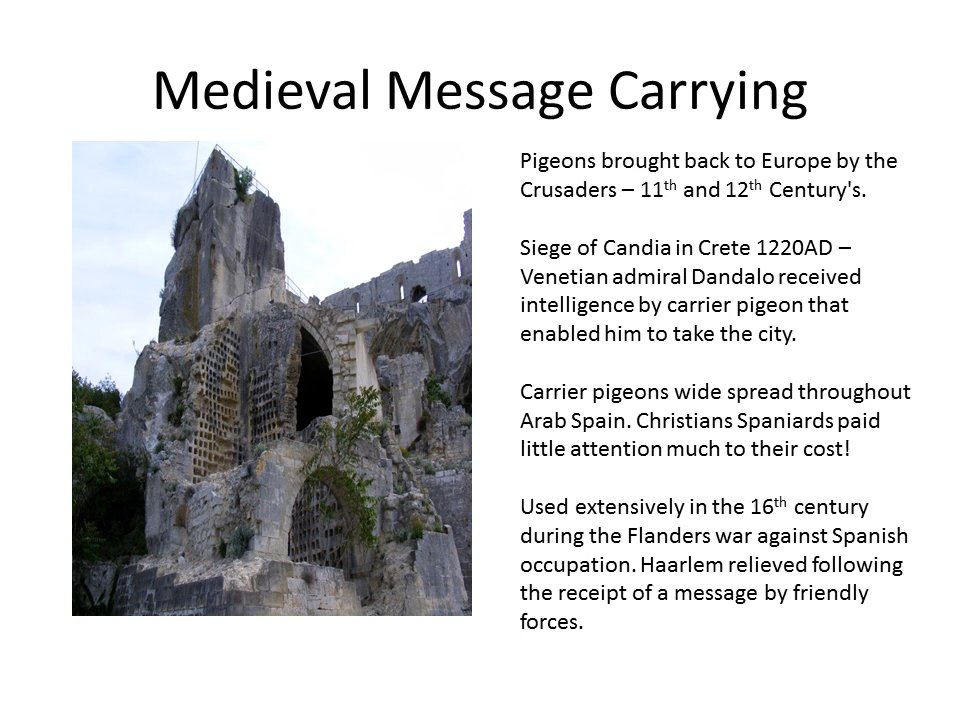 Medieval Message Carrying
Pigeons brought back to Europe by the
Crusaders – 11th and 12th Century's.
Siege of Candia in Crete 1220AD –
Venetian admiral Dandalo received
intelligence by carrier pigeon that
enabled him to take the city.
Carrier pigeons wide spread throughout
Arab Spain. Christians Spaniards paid
little attention much to their cost!
Used extensively in the 16th century
during the Flanders war against Spanish
occupation. Haarlem relieved following
the receipt of a message by friendly
forces.